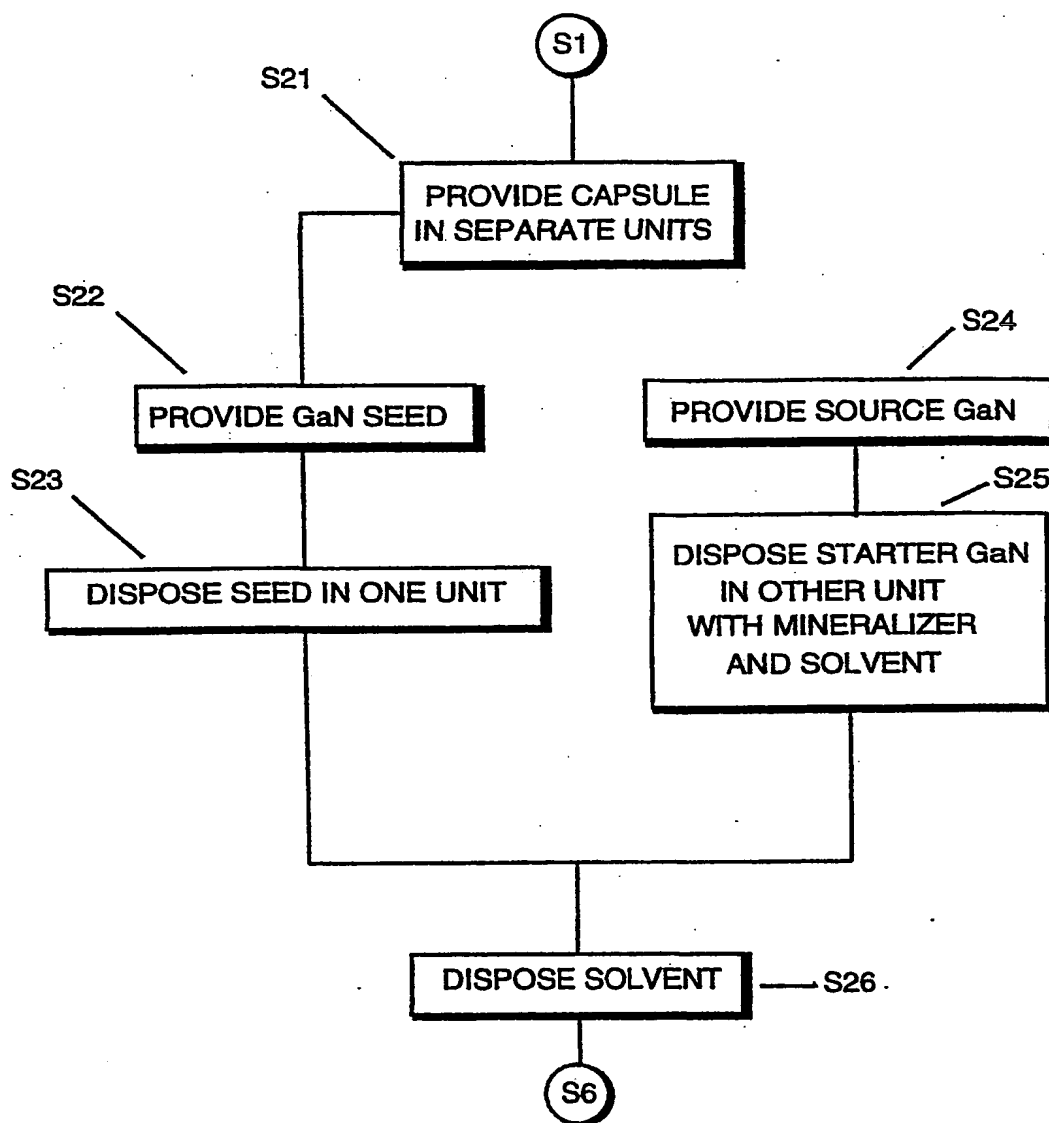 S1
S21
PROVIDE CAPSULE
IN SEPARATE UNITS
S22
PROVIDE GaN SEED
S23
DISPOSE SEED IN ONE UNIT
S24
PROVIDE SOURCE GaN
S25
DISPOSE STARTER GaN
IN OTHER UNIT
WITH MINERALIZER
AND SOLVENT
DISPOSE SOLVENT
S26
S6